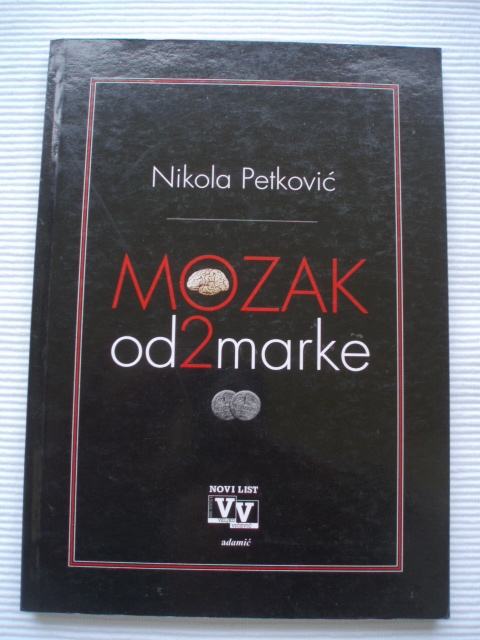 Nikola Petković
MOZAK
od2marke
NOVI LIST
VV
adamić